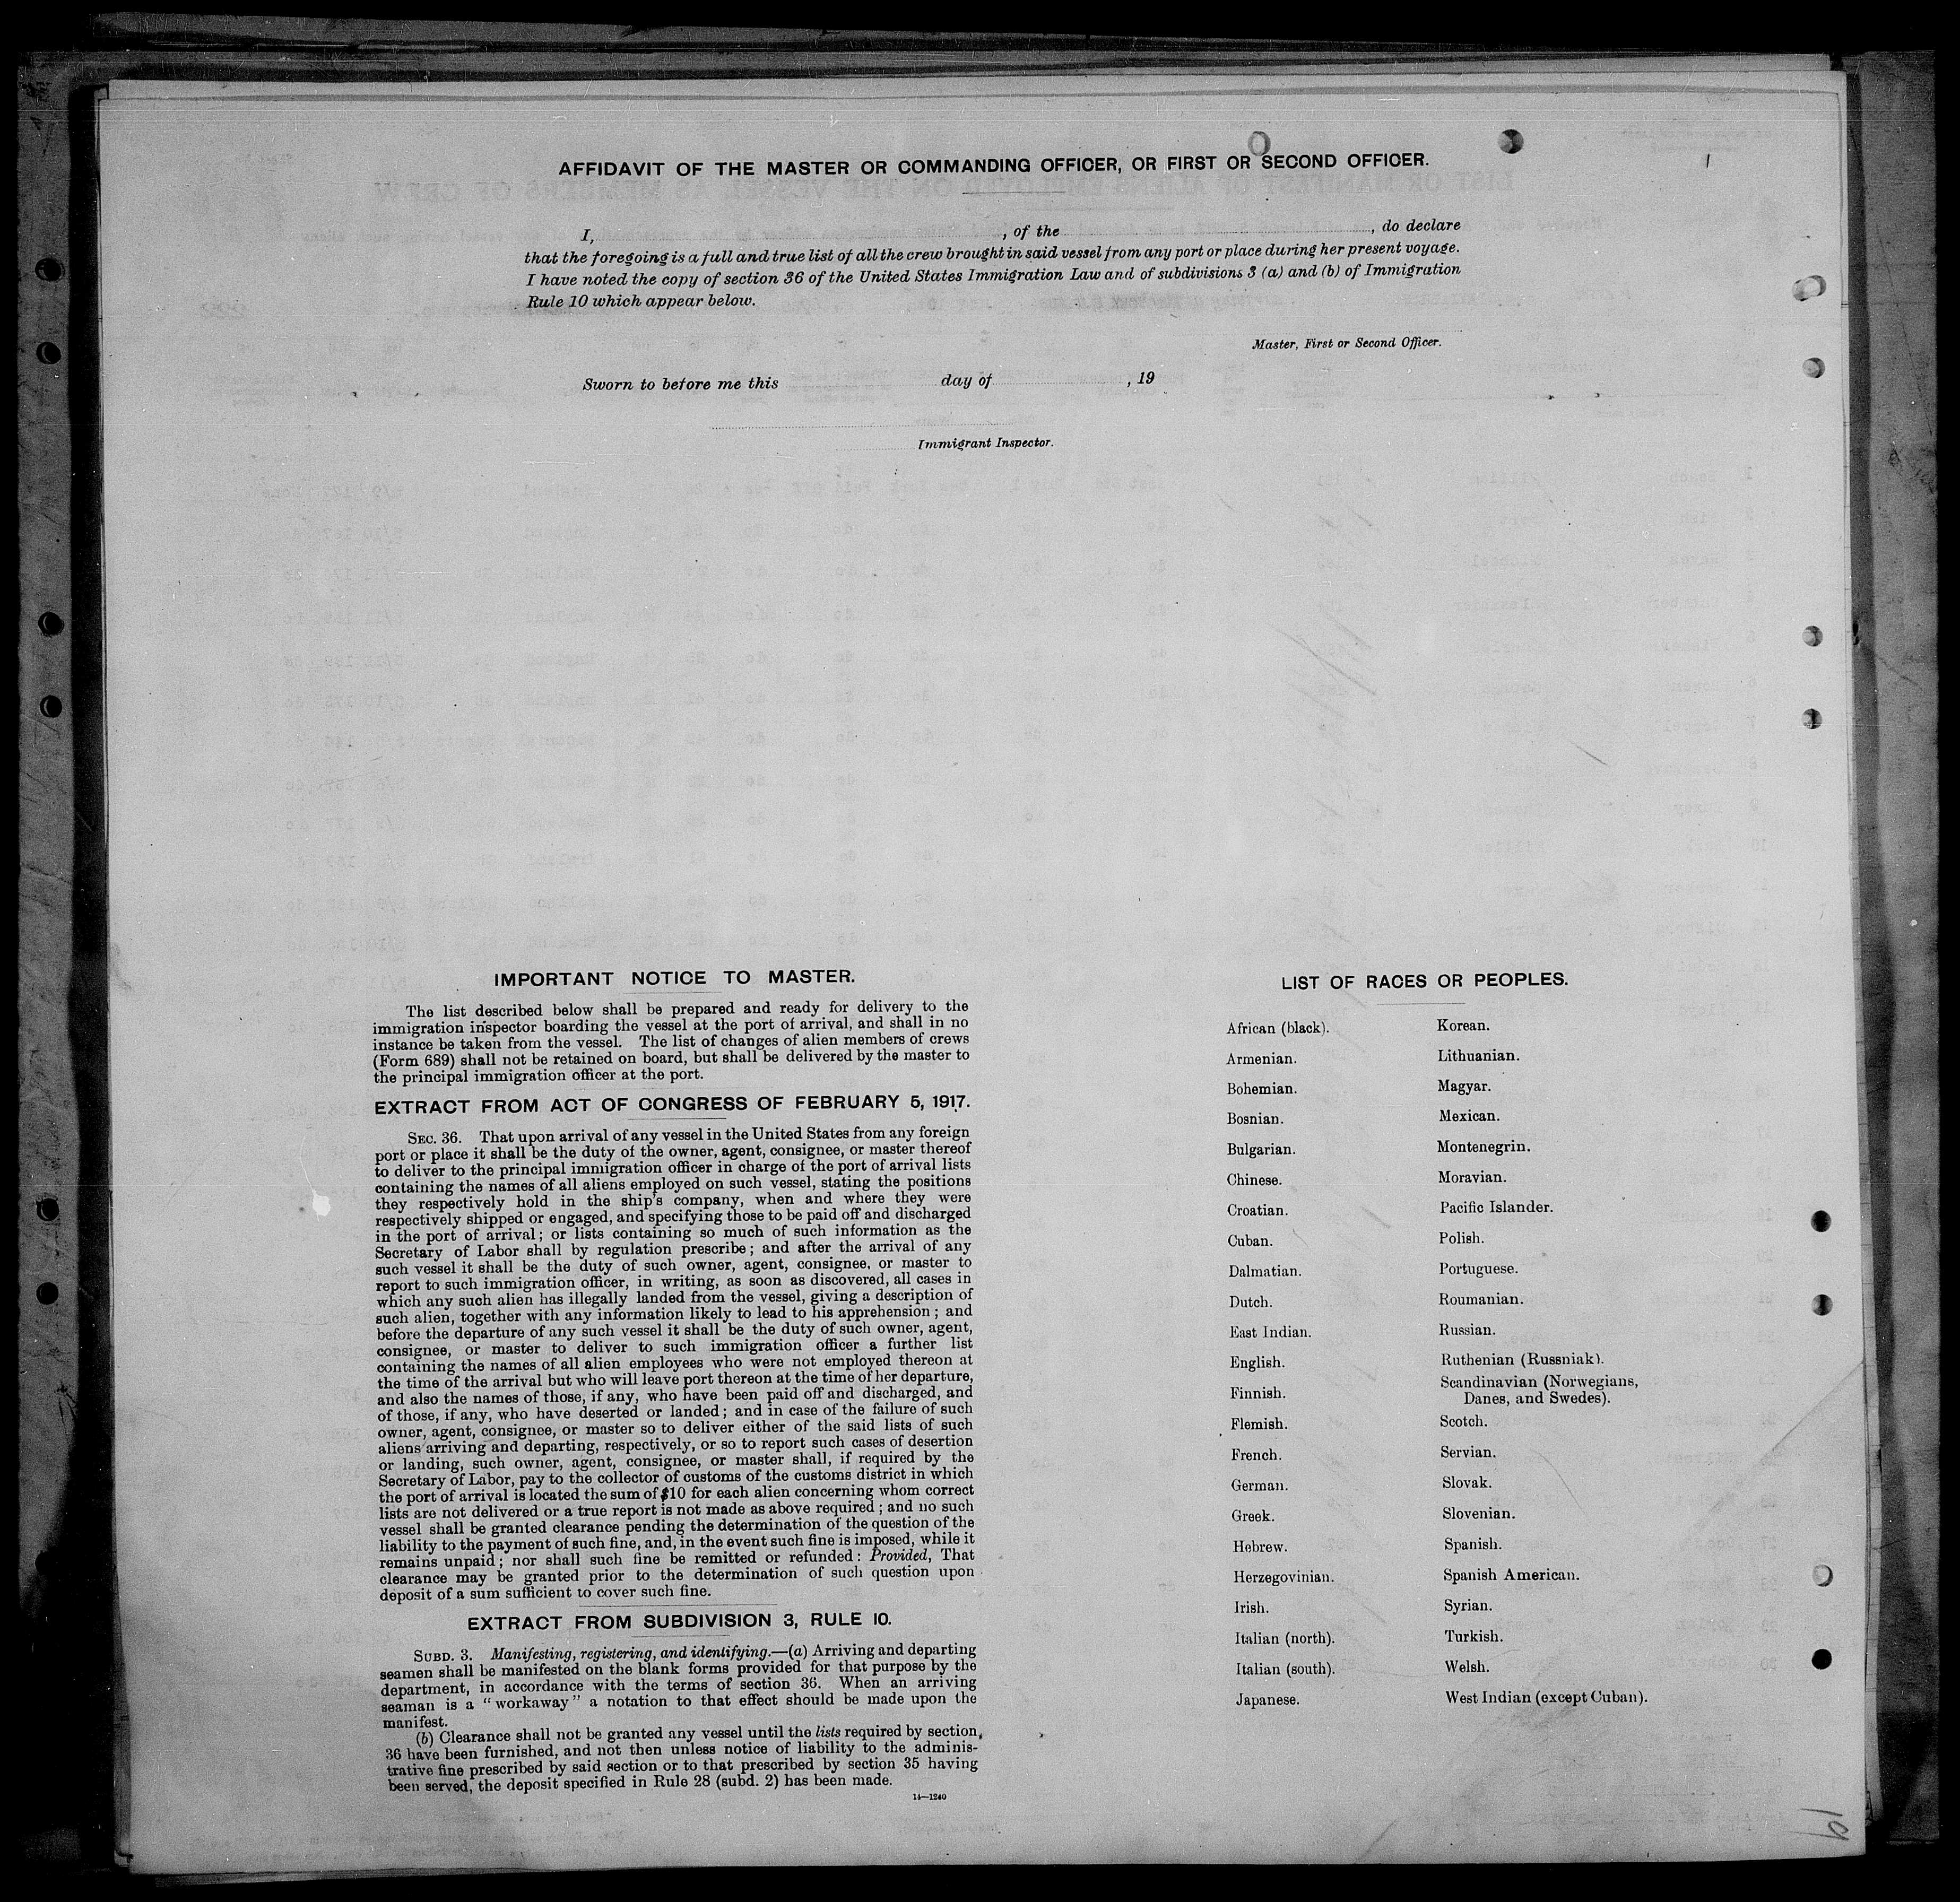 AFFIDAVIT OF THE MASTER OR COMMANDING OFFICER, OR FIRST OR SECOND OFFICER.
1
I, , of the , do declare
that the foregoing is a full and true list of all the crew brought in said vessel from any port or place during her present voyage.
I have noted the copy of section 36 of the United States Immigration Law and of subdivisions 3 (a) and (b) of Immigration
Rule 10 which appear below.
Master, First or Second Officer.
Sworn to before me this day of , 19
Immigrant Inspector.
IMPORTANT NOTICE TO MASTER.
The list described below shall be prepared and ready for delivery to the
immigration inspector boarding the vessel at the port of arrival, and shall in no
instance be taken from the vessel. The list of changes of alien members of crews
(Form 689) shall not be retained on board, but shall be delivered by the master to
the principal immigration officer at the port.
EXTRACT FROM ACT OF CONGRESS OF FEBRUARY 5, 1917.
SEC. 36. That upon arrival of any vessel in the United States from any foreign
port or place it shall be the duty of the owner, agent, consignee, or master thereof
to deliver to the principal immigration officer in charge of the port of arrival lists
containing the names of all aliens employed on such vessel, stating the positions
they respectively hold in the ship's company, when and where they were
respectively shipped or engaged, and specifying those to be paid off and discharged
in the port of arrival; or lists containing so much of such information as the
Secretary of Labor shall by regulation prescribe; and after the arrival of any
such vessel it shall be the duty of such owner, agent, consignee, or master to
report to such immigration officer, in writing, as soon as discovered, all cases in
which any such alien has illegally landed from the vessel, giving a description of
such alien, together with any information likely to lead to his apprehension; and
before the departure of any such vessel it shall be the duty of such owner, agent,
consignee, or master to deliver to such immigration officer a further list
containing the names of all alien employees who were not employed thereon at
the time of the arrival but who will leave port thereon at the time of her departure,
and also the names of those, if any, who have been paid off and discharged, and
of those, if any, who have deserted or landed; and in case of the failure of such
owner, agent, consignee, or master so to deliver either of the said lists of such
aliens arriving and departing, respectively, or so to report such cases of desertion
or landing, such owner, agent, consignee, or master shall, if required by the
Secretary of Labor, pay to the collector of customs of the customs district in which
the port of arrival is located the sum of $10 for each alien concerning whom correct
lists are not delivered or a true report is not made as above required; and no such
vessel shall be granted clearance pending the determination of the question of the
liability to the payment of such fine, and, in the event such fine is imposed, while it
remains unpaid; nor shall such fine be remitted or refunded: Provided, That
clearance may be granted prior to the determination of such question upon
deposit of a sum sufficient to cover such fine.
EXTRACT FROM SUBDIVISION 3, RULE 10.
SUBD. 3. Manifesting, registering, and identifying.—(a) Arriving and departing
seamen shall be manifested on the blank forms provided for that purpose by the
department, in accordance with the terms of section 36. When an arriving
seaman is a "workaway" a notation to that effect should be made upon the
manifest.
(b) Clearance shall not be granted any vessel until the lists required by section
36 have been furnished, and not then unless notice of liability to the adminis-
trative fine prescribed by said section or to that prescribed by section 35 having
been served, the deposit specified in Rule 28 (subd. 2) has been made.
14—1240
LIST OF RACES OR PEOPLES.
African (black).
Armenian.
Bohemian.
Bosnian.
Bulgarian.
Chinese.
Croatian.
Cuban.
Dalmatian.
Dutch.
East Indian.
English.
Finnish.
Flemish.
French.
German.
Greek.
Hebrew.
Herzegovinian.
Irish.
Italian (north).
Italian (south).
Japanese.
Korean.
Lithuanian.
Magyar.
Mexican.
Montenegrin.
Moravian.
Pacific Islander.
Polish.
Portuguese.
Roumanian.
Russian.
Ruthenian (Russniak).
Scandinavian (Norwegians,
Danes, and Swedes).
Scotch.
Servian.
Slovak.
Slovenian.
Spanish.
Spanish American.
Syrian.
Turkish.
Welsh.
West Indian (except Cuban).
19